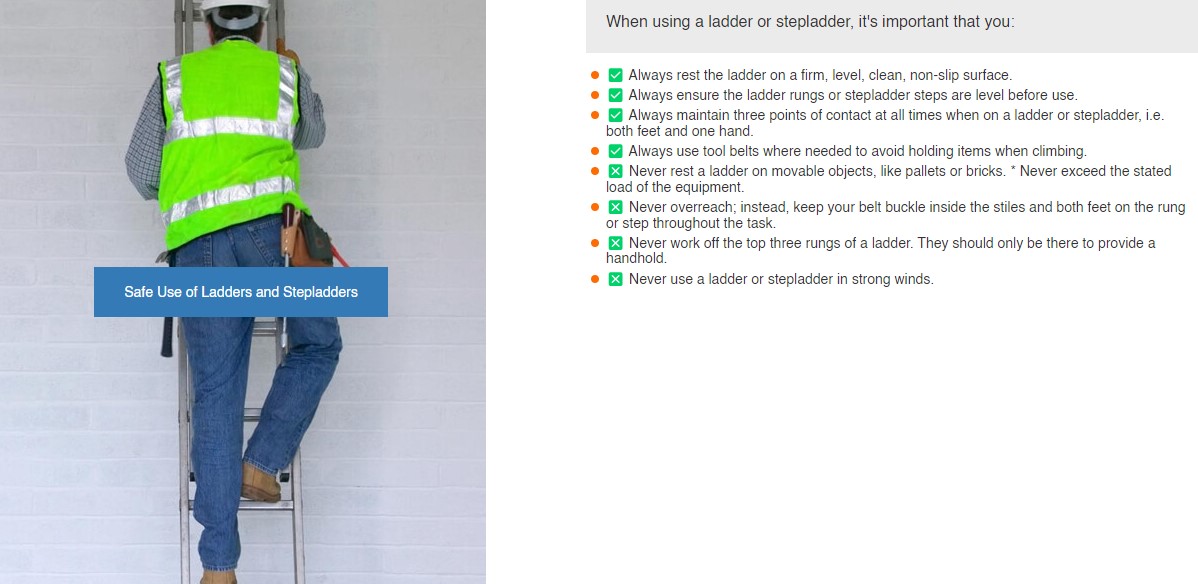 When using a ladder or stepladder, it's important that you:
Safe Use of Ladders and Stepladders
✅ Always rest the ladder on a firm, level, clean, non-slip surface.
✅ Always ensure the ladder rungs or stepladder steps are level before use.
✅ Always maintain three points of contact at all times when on a ladder or stepladder, i.e.
both feet and one hand.
✅ Always use tool belts where needed to avoid holding items when climbing.
❎ Never rest a ladder on movable objects, like pallets or bricks. * Never exceed the stated
load of the equipment.
❎ Never overreach; instead, keep your belt buckle inside the stiles and both feet on the rung
or step throughout the task.
❎ Never work off the top three rungs of a ladder. They should only be there to provide a
handhold.
❎ Never use a ladder or stepladder in strong winds.